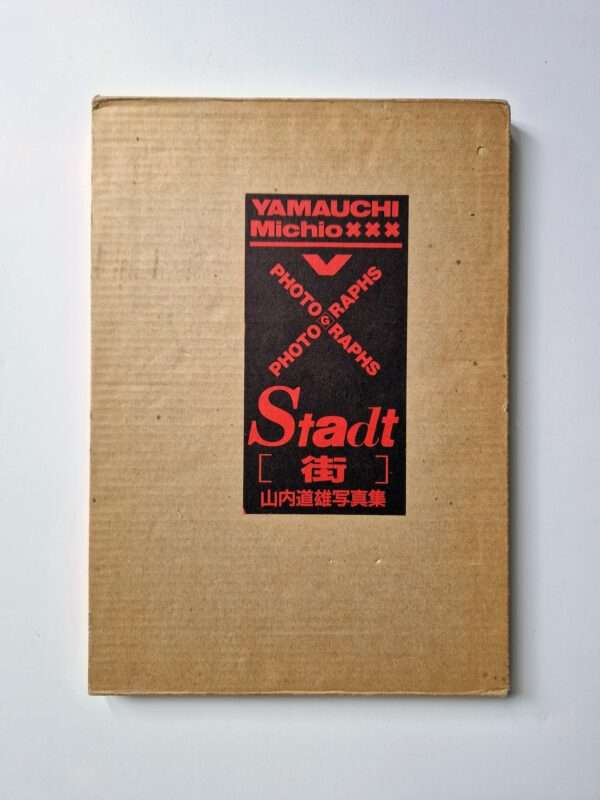 YAMAUCHI
Michio✖✖✖
PHOTOGRAPHS
PHOTOGRAPHS
Stadt
[街]
山内道雄写真集